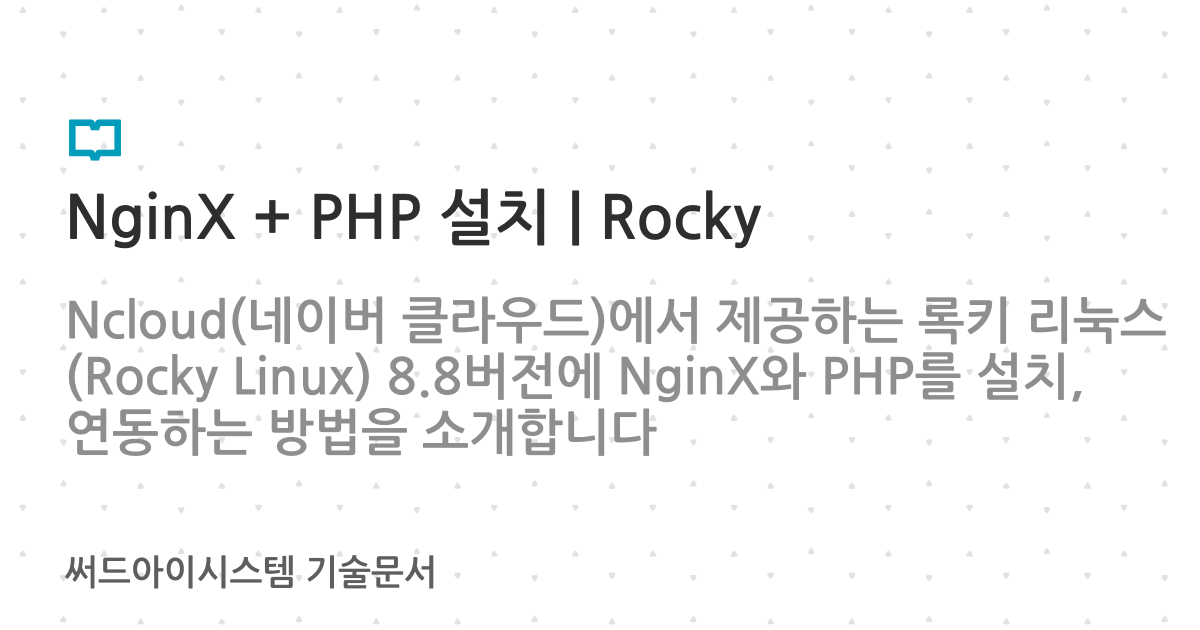 NginX + PHP 설치 | Rocky
Ncloud(네이버 클라우드)에서 제공하는 록키 리눅스
(Rocky Linux) 8.8버전에 NginX와 PHP를 설치,
연동하는 방법을 소개합니다
써드아이시스템 기술문서